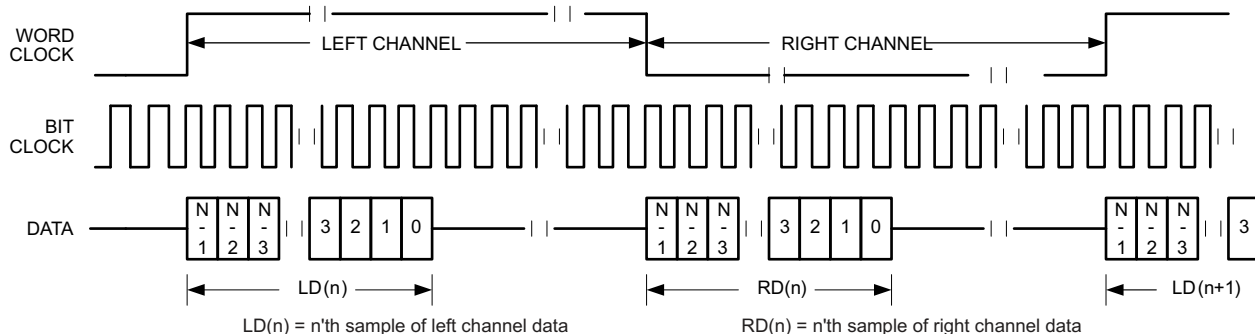 WORD
CLOCK
LEFT CHANNEL
RIGHT CHANNEL
BIT
CLOCK
DATA
N
-
1
N
-
2
N
-
3
3
2
1
0
N
-
1
N
-
2
N
-
3
3
2
1
0
N
-
1
N
-
2
N
-
3
3
LD(n)
RD(n)
LD(n+1)
LD(n) = n'th sample of left channel data
RD(n) = n'th sample of right channel data